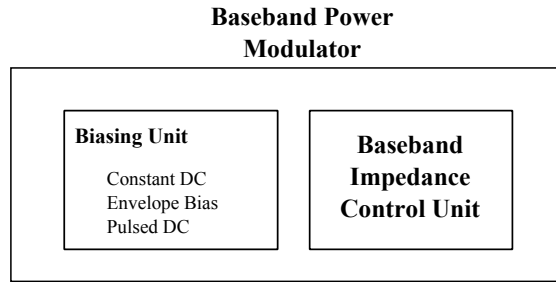 Baseband Power
Modulator
Biasing Unit
Constant DC
Envelope Bias
Pulsed DC
Baseband
Impedance
Control Unit